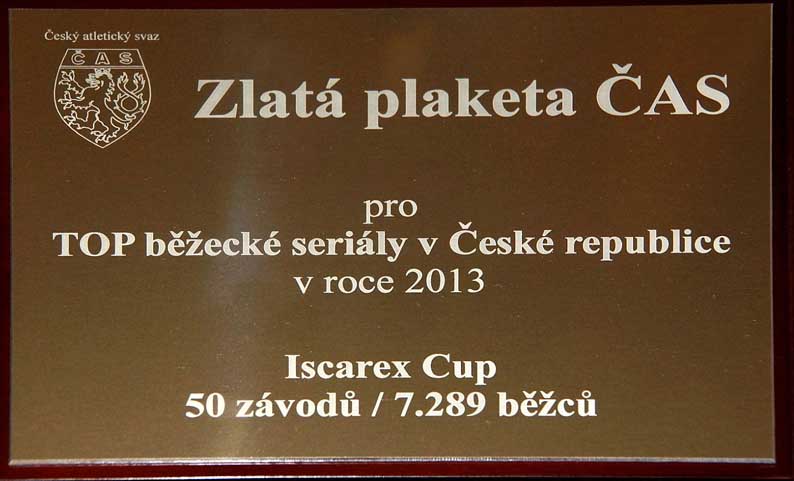 Český atletický svaz
ČAS
Zlatá plaketa ČAS
pro
TOP běžecké seriály v České republice
v roce 2013
Iscarex Cup
50 závodů / 7.289 běžců